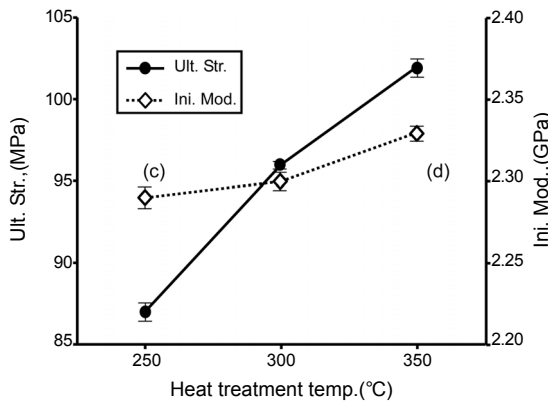 105
100
95
90
85
Ult. Str.,(MPa)
Ult. Str.
Ini. Mod.
(c)
(d)
2.40
2.35
2.30
2.25
2.20
Ini. Mod., (GPa)
250 300 350
Heat treatment temp.(℃)